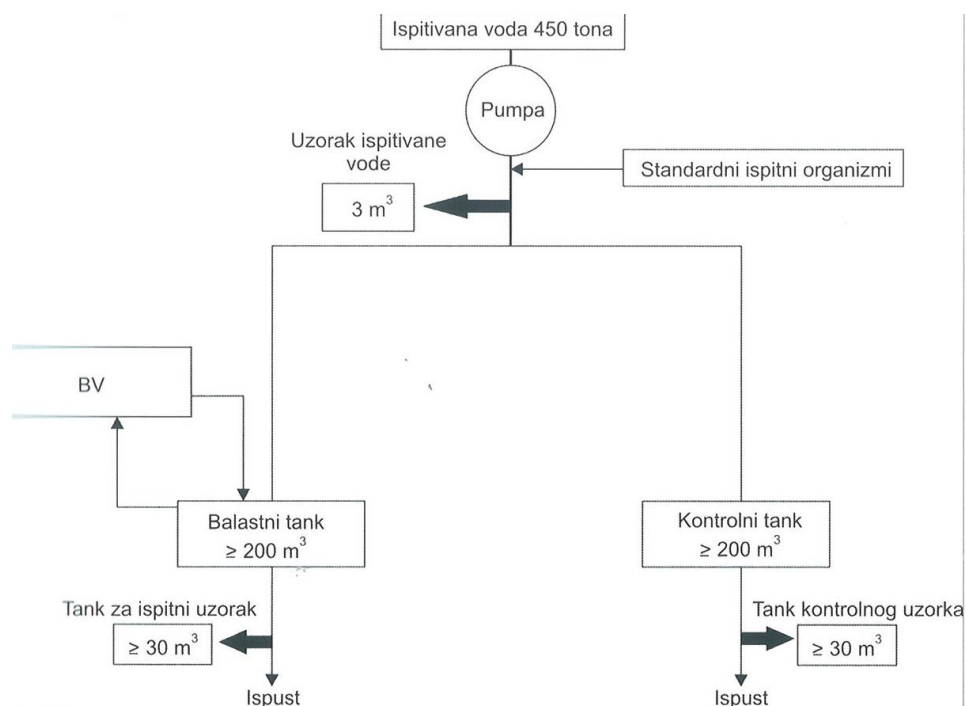 Ispitivana voda 450 tona
Pumpa
Uzorak ispitivane
vode
Standardni ispitni organizmi
3 m³
BV
Balastni tank
≥ 200 m³
Kontrolni tank
≥ 200 m³
Tank za ispitni uzorak
≥ 30 m³
Tank kontrolnog uzorka
≥ 30 m³
Ispust
Ispust